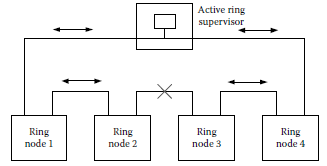 Active ring
supervisor
Ring
node 1
Ring
node 2
Ring
node 3
Ring
node 4